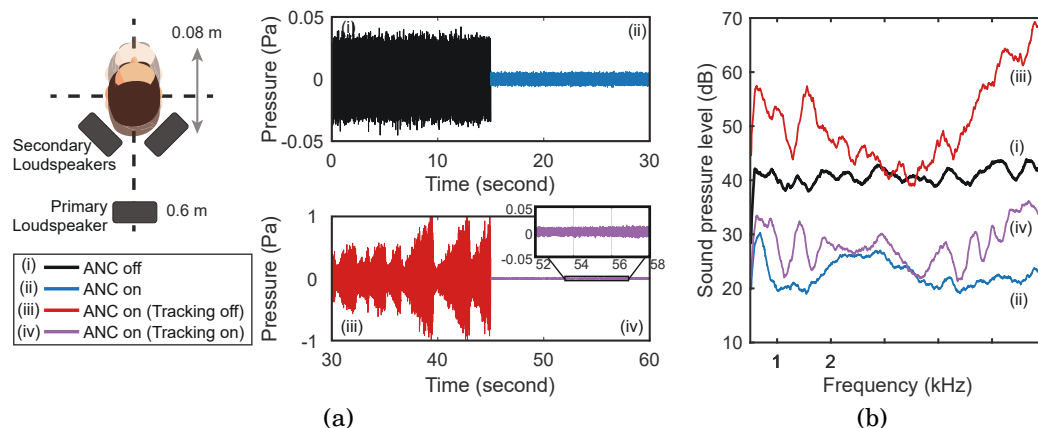 0.08 m
Secondary
Loudspeakers
Primary
Loudspeaker
0.6 m
(i) ANC off
(ii) ANC on
(iii) ANC on (Tracking off)
(iv) ANC on (Tracking on)
Pressure (Pa)
0.05
0
-0.05
(i)
(ii)
0 10 20 30
Time (second)
Pressure (Pa)
1
0
-1
0.05
0
-0.05
52 54 56 58
(iii)
(iv)
30 40 50 60
Time (second)
(a)
Sound pressure level (dB)
70
60
50
40
30
20
10
(iii)
(i)
(iv)
(ii)
1 2
Frequency (kHz)
(b)